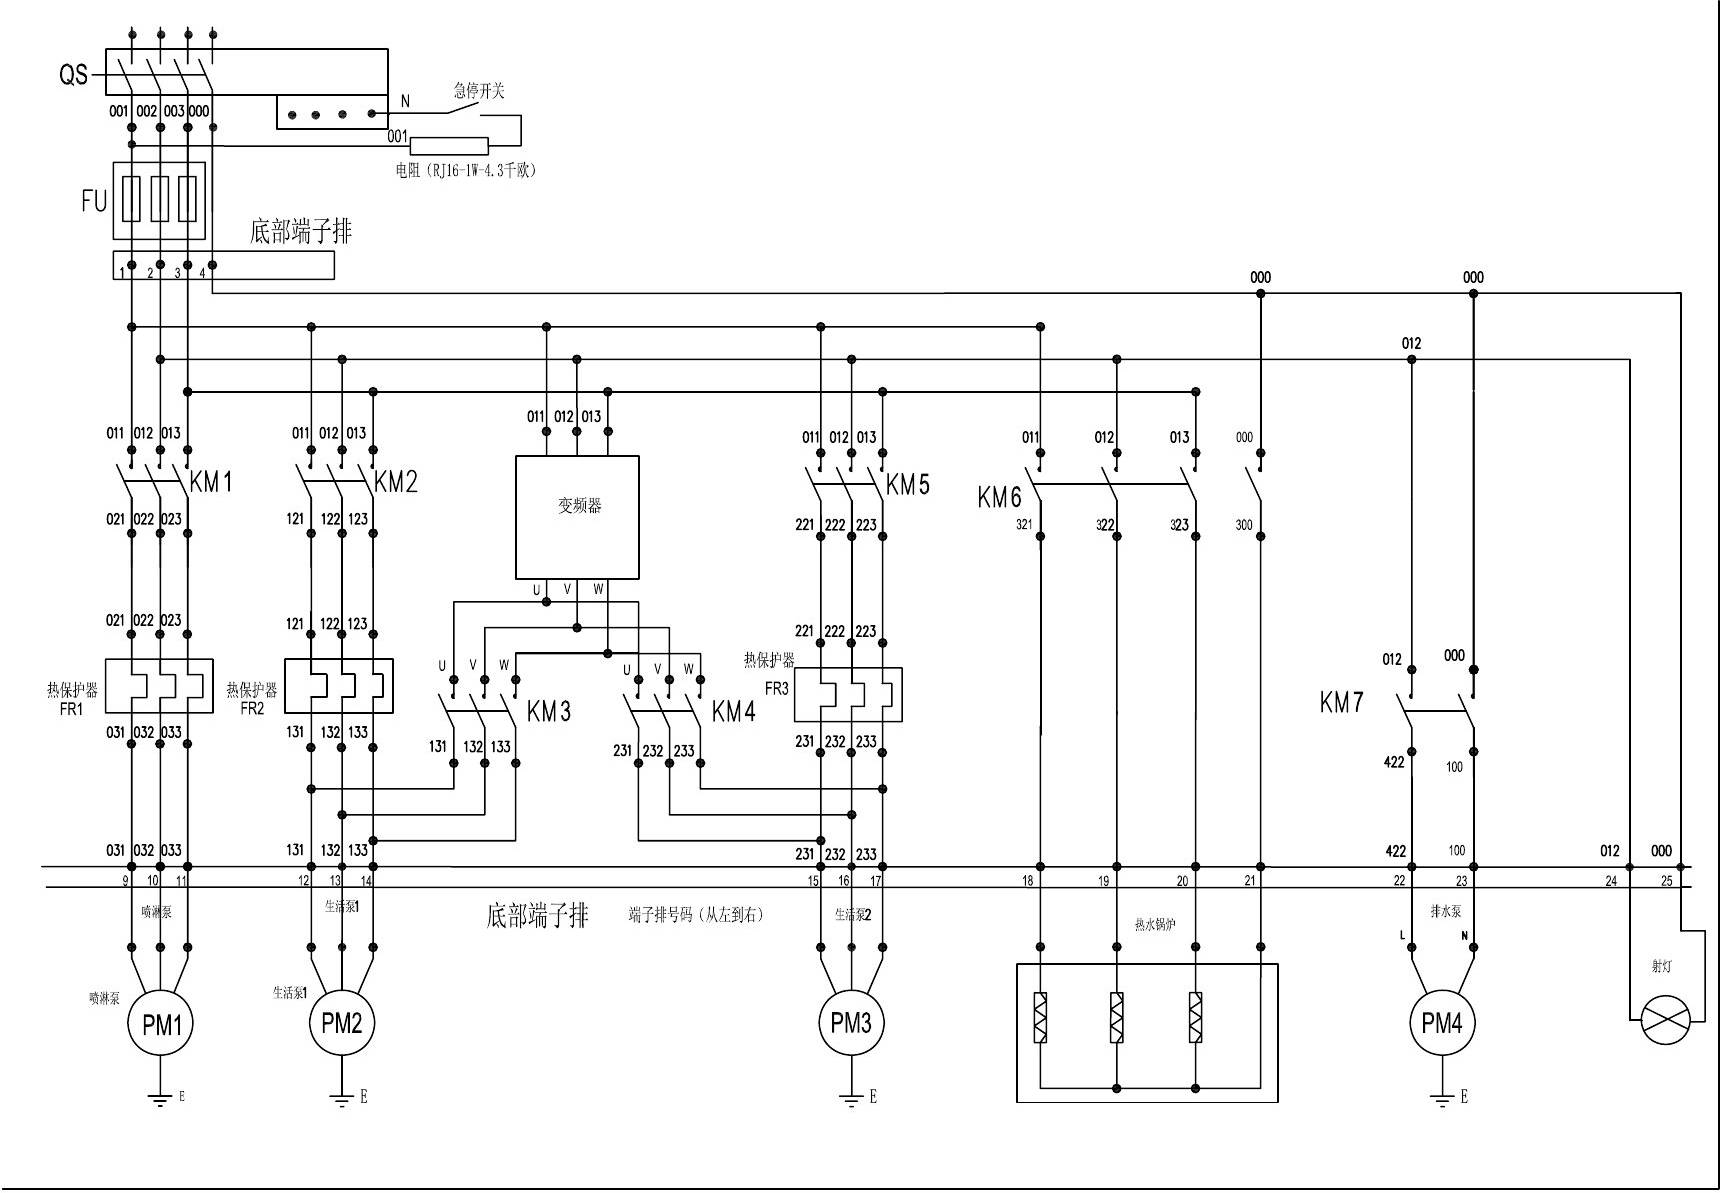 QS
急停开关
N
001 002 003 000
001
电阻（RJ16-1W-4.3千欧）
FU
底部端子排
1 2 3 4
000 000
012
011 012 013
011 012 013 KM1
011 012 013 KM2
011 012 013 KM5
011 012 013 000
KM6
变频器
021 022 023
121 122 123
221 222 223
321 322 323 300
U V W
021 022 023
121 122 123
221 222 223
U V W
U V W
热保护器
FR1
热保护器
FR2
KM3
KM4
热保护器
FR3
012 000
KM7
031 032 033
131 132 133
131 132 133
231 232 233
231 232 233
422 100
031 032 033
131 132 133
231 232 233
422 100
012 000
9 10 11 12 13 14 15 16 17 18 19 20 21 22 23 24 25
喷淋泵
生活泵1
底部端子排
端子排号码（从左到右）
生活泵2
热水锅炉
排水泵
L N
射灯
喷淋泵
PM1
生活泵1
PM2
PM3
PM4
E
E
E
E